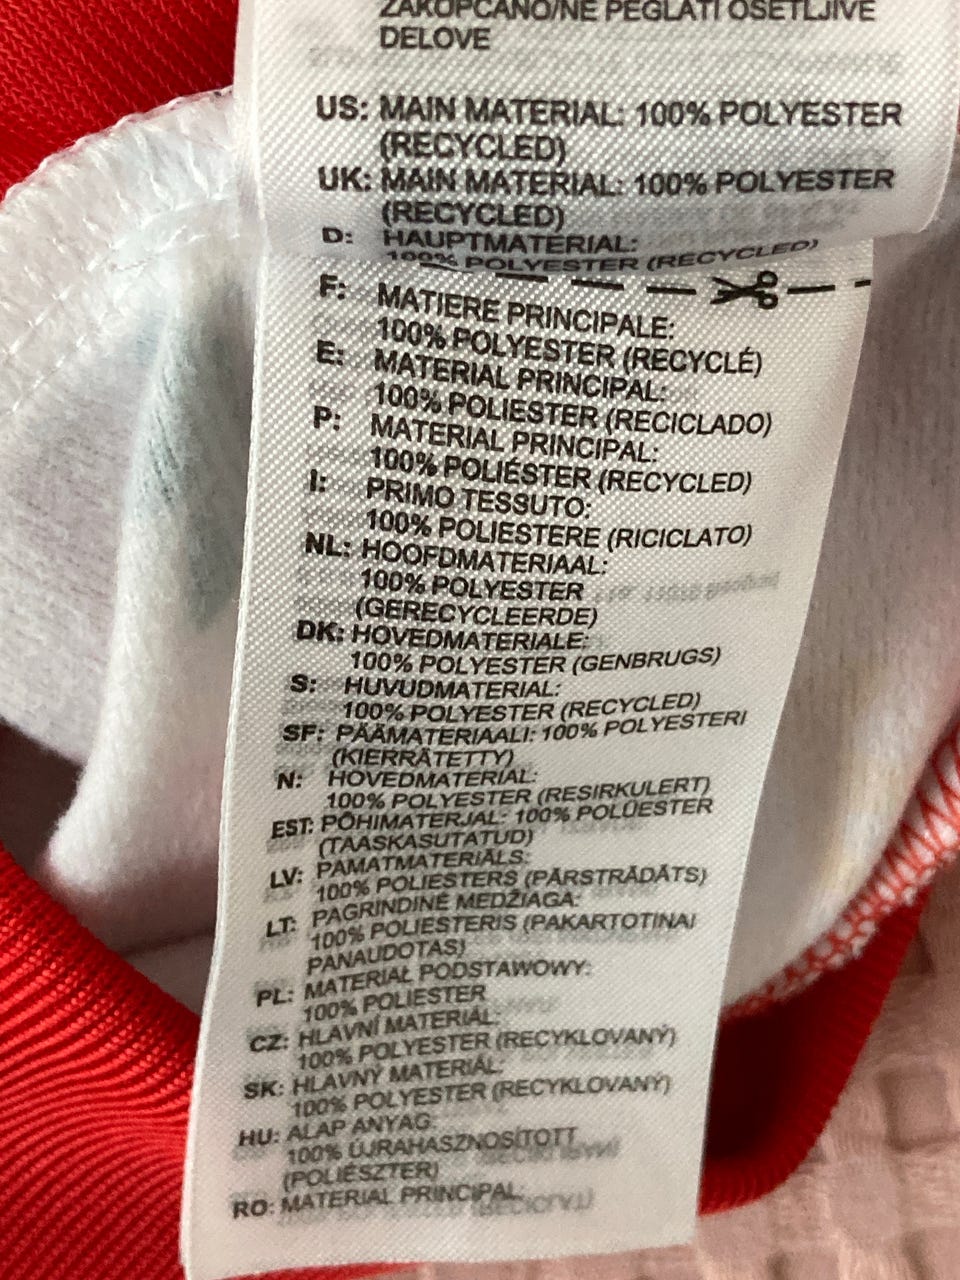 ZAKOPČANO/NE PEGLATI OSETLJIVE
DELOVE
US: MAIN MATERIAL: 100% POLYESTER
(RECYCLED)
UK: MAIN MATERIAL: 100% POLYESTER
(RECYCLED)
D: HAUPTMATERIAL:
100% POLYESTER (RECYCLED)
F: MATIERE PRINCIPALE:
100% POLYESTER (RECYCLÉ)
E: MATERIAL PRINCIPAL:
100% POLIESTER (RECICLADO)
P: MATERIAL PRINCIPAL:
100% POLIÉSTER (RECYCLED)
I: PRIMO TESSUTO:
100% POLIESTERE (RICICLATO)
NL: HOOFDMATERIAAL:
100% POLYESTER
(GERECYCLEERDE)
DK: HOVEDMATERIALE:
100% POLYESTER (GENBRUGS)
S: HUVUDMATERIAL:
100% POLYESTER (RECYCLED)
SF: PÄÄMATERIAALI: 100% POLYESTERI
(KIERRÄTETTY)
N: HOVEDMATERIAL:
100% POLYESTER (RESIRKULERT)
EST: PÕHIMATERJAL: 100% POLÜESTER
(TAASKASUTATUD)
LV: PAMATMATERIĀLS:
100% POLIESTERS (PĀRSTRĀDĀTS)
LT: PAGRINDINĖ MEDŽIAGA:
100% POLIESTERIS (PAKARTOTINAI
PANAUDOTAS)
PL: MATERIAŁ PODSTAWOWY:
100% POLIESTER
CZ: HLAVNÍ MATERIÁL:
100% POLYESTER (RECYKLOVANÝ)
SK: HLAVNÝ MATERIÁL:
100% POLYESTER (RECYKLOVANÝ)
HU: ALAP ANYAG:
100% ÚJRAHASZNOSÍTOTT
(POLIÉSZTER)
RO: MATERIAL PRINCIPAL: